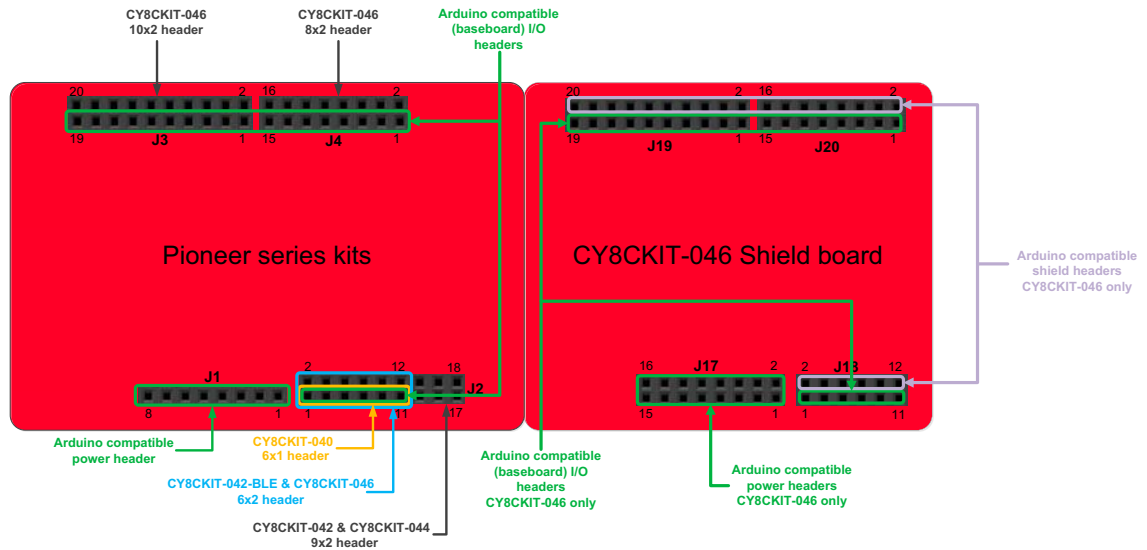 CY8CKIT-046
10x2 header
CY8CKIT-046
8x2 header
Arduino compatible
(baseboard) I/O
headers
20 2 16 2
19 J3 1 15 J4 1
20 2 16 2
19 J19 1 15 J20 1
Pioneer series kits
CY8CKIT-046 Shield board
Arduino compatible
shield headers
CY8CKIT-046 only
J1
8 1
2 12 18
J2
1 11 17
16 J17 2
15 1
2 J18 12
1 11
Arduino compatible
power header
CY8CKIT-040
6x1 header
CY8CKIT-042-BLE & CY8CKIT-046
6x2 header
CY8CKIT-042 & CY8CKIT-044
9x2 header
Arduino compatible
(baseboard) I/O
headers
CY8CKIT-046 only
Arduino compatible
power headers
CY8CKIT-046 only